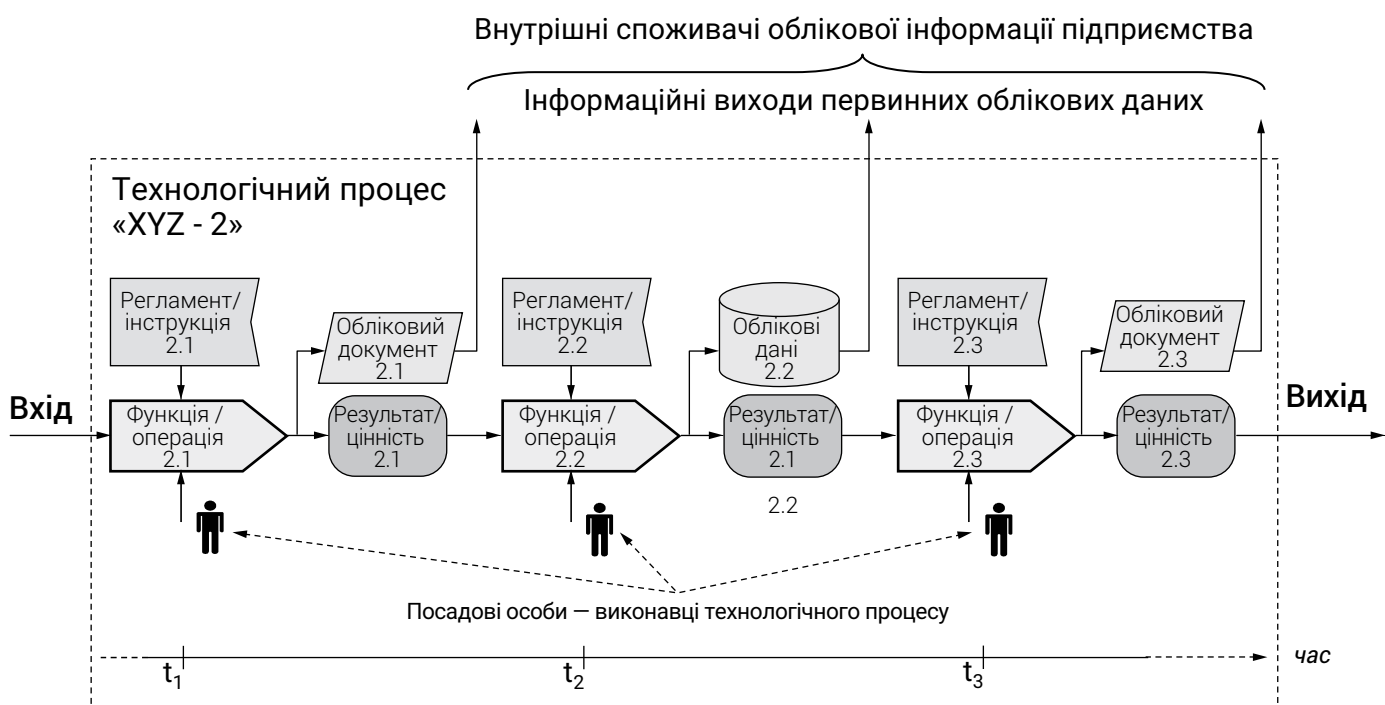 Внутрішні споживачі облікової інформації підприємства
Інформаційні виходи первинних облікових даних
Технологічний процес
«XYZ - 2»
Регламент/
інструкція
2.1
Обліковий
документ
2.1
Регламент/
інструкція
2.2
Облікові
дані
2.2
Регламент/
інструкція
2.3
Обліковий
документ
2.3
Вхід
Функція /
операція
2.1
Результат/
цінність
2.1
Функція /
операція
2.2
Результат/
цінність
2.1
2.2
Функція /
операція
2.3
Результат/
цінність
2.3
Вихід
Посадові особи — виконавці технологічного процесу
t1
t2
t3
час